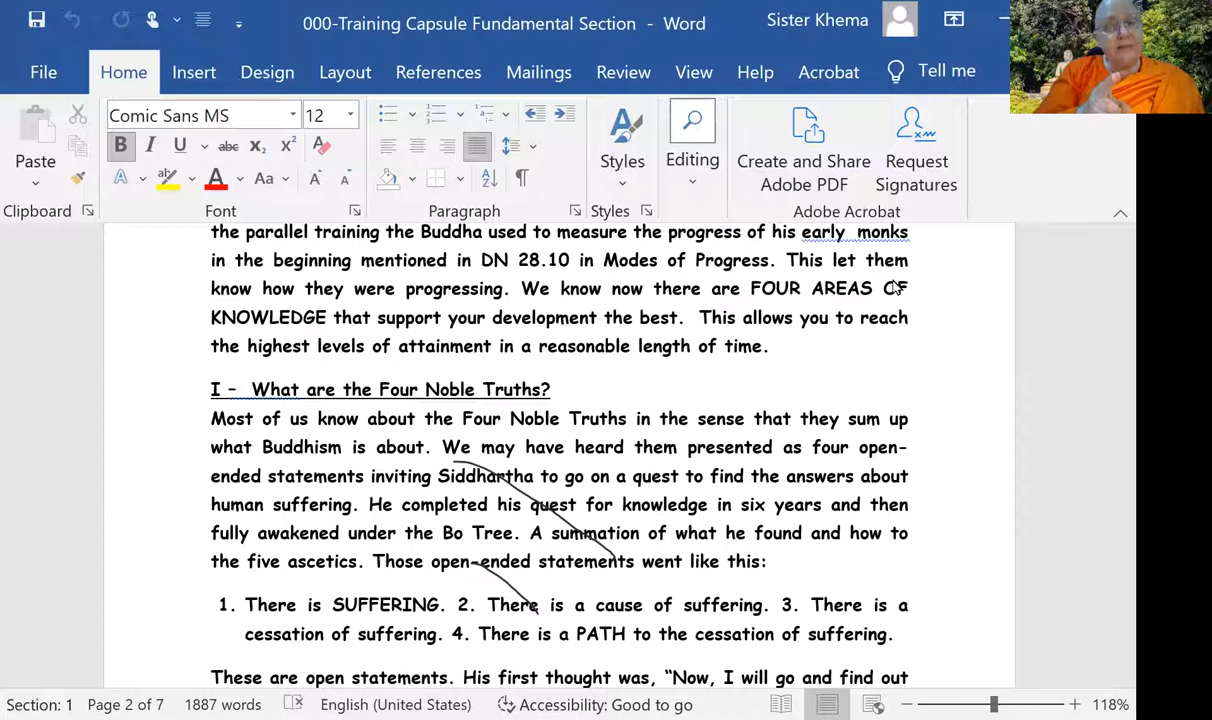 000-Training Capsule Fundamental Section - Word
Sister Khema
File Home Insert Design Layout References Mailings Review View Help Acrobat Tell me
Comic Sans MS 12
Paste
B I U abc x₂ x²
A ab A Aa A A
Styles
Editing
Create and Share Adobe PDF
Request Signatures
Clipboard Font Paragraph Styles Adobe Acrobat
the parallel training the Buddha used to measure the progress of his early monks
in the beginning mentioned in DN 28.10 in Modes of Progress. This let them
know how they were progressing. We know now there are FOUR AREAS OF
KNOWLEDGE that support your development the best. This allows you to reach
the highest levels of attainment in a reasonable length of time.
I – What are the Four Noble Truths?
Most of us know about the Four Noble Truths in the sense that they sum up
what Buddhism is about. We may have heard them presented as four open-
ended statements inviting Siddhartha to go on a quest to find the answers about
human suffering. He completed his quest for knowledge in six years and then
fully awakened under the Bo Tree. A summation of what he found and how to
the five ascetics. Those open-ended statements went like this:
1. There is SUFFERING. 2. There is a cause of suffering. 3. There is a
cessation of suffering. 4. There is a PATH to the cessation of suffering.
These are open statements. His first thought was, “Now, I will go and find out
Section: 1 Page 2 of 7 1887 words English (United States) Accessibility: Good to go 118%